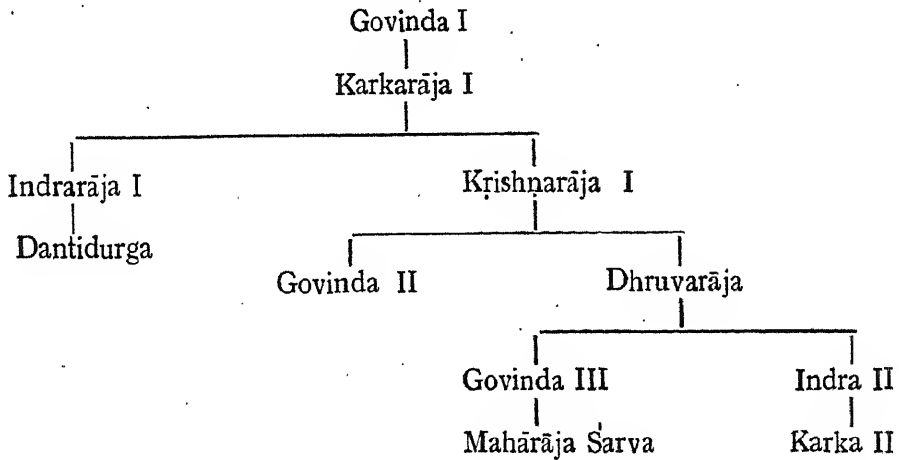 Govinda I
Karkarāja I
Indrarāja I Kṛishṇarāja I
Dantidurga
Govinda II Dhruvarāja
Govinda III Indra II
Mahārāja Śarva Karka II